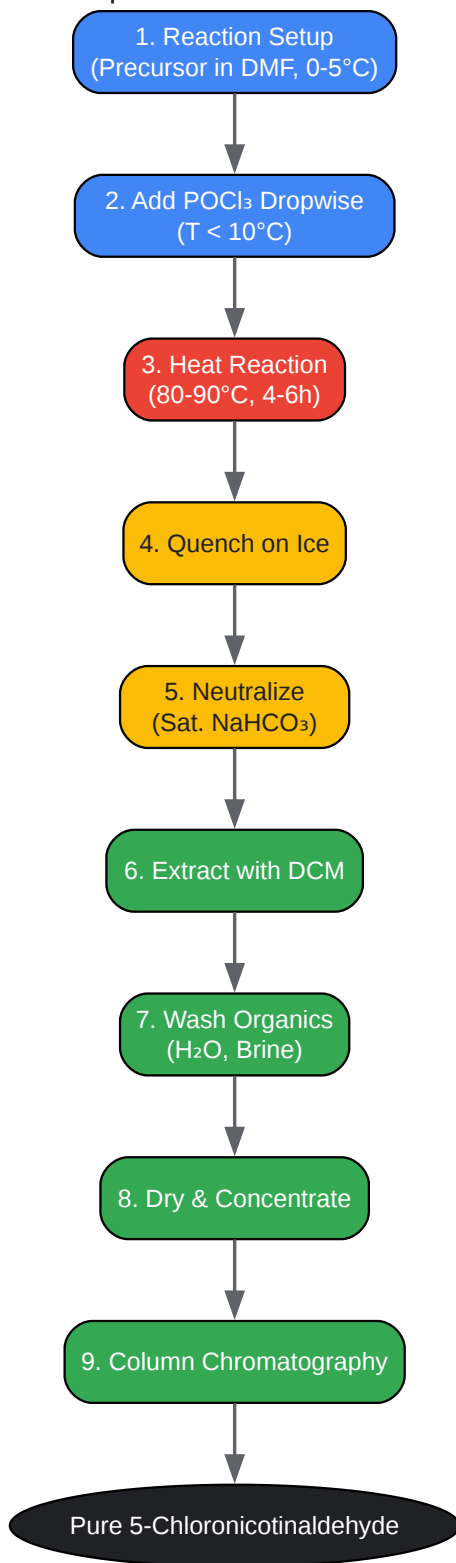 1. Reaction Setup
(Precursor in DMF, 0-5°C)
2. Add POCl₃ Dropwise
(T < 10°C)
3. Heat Reaction
(80-90°C, 4-6h)
4. Quench on Ice
5. Neutralize
(Sat. NaHCO₃)
6. Extract with DCM
7. Wash Organics
(H₂O, Brine)
8. Dry & Concentrate
9. Column Chromatography
Pure 5-Chloronicotinaldehyde